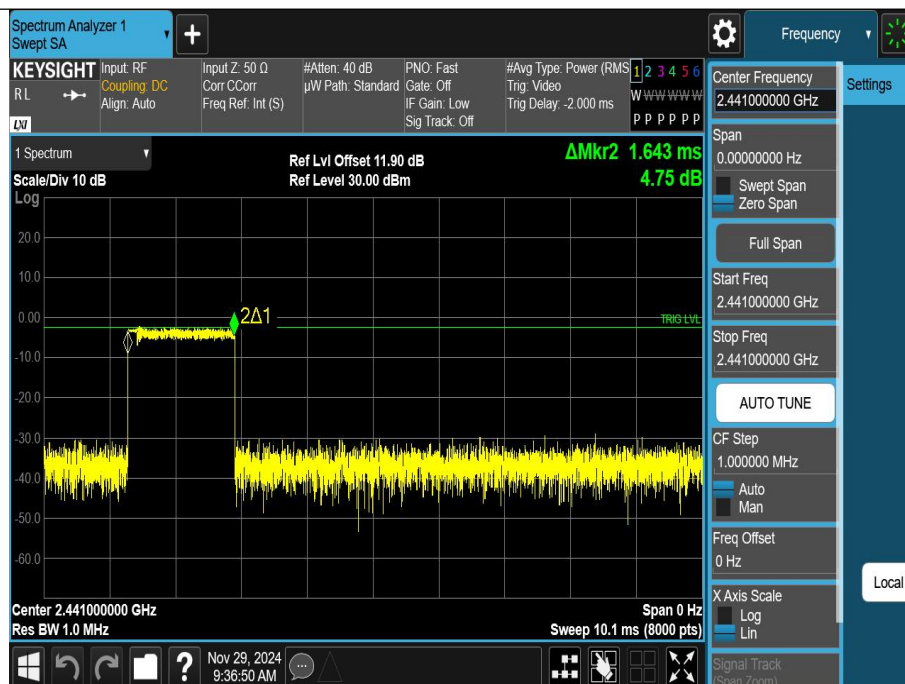 Spectrum Analyzer 1
Swept SA
Frequency
KEYSIGHT
RL
LXI
Input: RF
Coupling: DC
Align: Auto
Input Z: 50 Ω
Corr CCorr
Freq Ref: Int (S)
#Atten: 40 dB
µW Path: Standard
PNO: Fast
Gate: Off
IF Gain: Low
Sig Track: Off
#Avg Type: Power (RMS
Trig: Video
Trig Delay: -2.000 ms
1 2 3 4 5 6
W W W W W W
P P P P P P
1 Spectrum
Scale/Div 10 dB
Log
Ref Lvl Offset 11.90 dB
Ref Level 30.00 dBm
ΔMkr2 1.643 ms
4.75 dB
20.0
10.0
0.00
-10.0
-20.0
-30.0
-40.0
-50.0
-60.0
2Δ1
TRIG LVL
Center 2.441000000 GHz
Res BW 1.0 MHz
Span 0 Hz
Sweep 10.1 ms (8000 pts)
Nov 29, 2024
9:36:50 AM
Center Frequency
2.441000000 GHz
Span
0.00000000 Hz
Swept Span
Zero Span
Full Span
Start Freq
2.441000000 GHz
Stop Freq
2.441000000 GHz
AUTO TUNE
CF Step
1.000000 MHz
Auto
Man
Freq Offset
0 Hz
X Axis Scale
Log
Lin
Signal Track
(Span Zoom)
Settings
Local